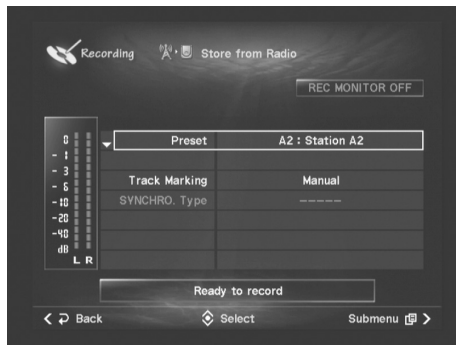 Recording Store from Radio
REC MONITOR OFF
0
- 1
- 3
- 6
-10
-20
-40
dB
L R
Preset A2 : Station A2
Track Marking Manual
SYNCHRO. Type -----
Ready to record
Back Select Submenu